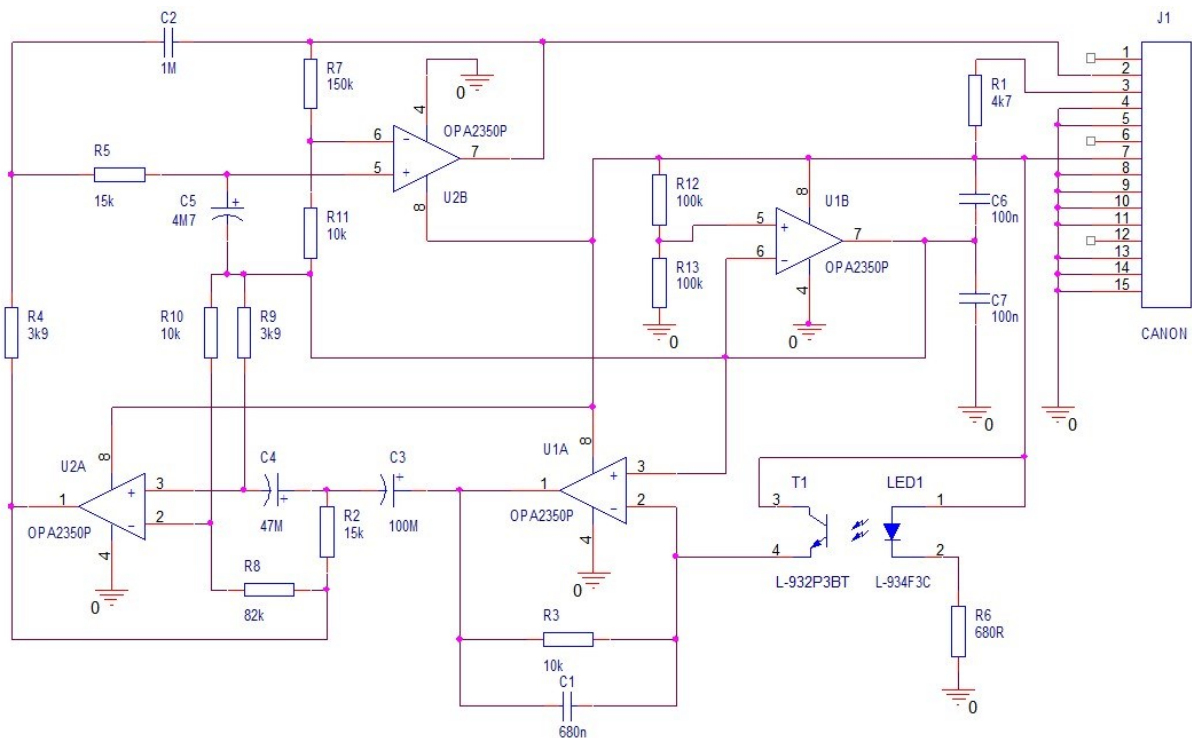 C2
1M
J1
R7
150k
0
4
OPA2350P
6
5
7
8
U2B
R1
4k7
1
2
3
4
5
6
7
8
9
10
11
12
13
14
15
CANON
R5
15k
C5
4M7
R11
10k
R12
100k
R13
100k
0
8
U1B
5
6
7
OPA2350P
4
0
C6
100n
C7
100n
0
0
R4
3k9
R10
10k
R9
3k9
U2A
8
1
3
2
OPA2350P
4
0
C4
47M
C3
100M
R2
15k
R8
82k
U1A
8
1
3
2
OPA2350P
4
0
T1
3
4
L-932P3BT
LED1
1
2
L-934F3C
R6
680R
0
R3
10k
C1
680n